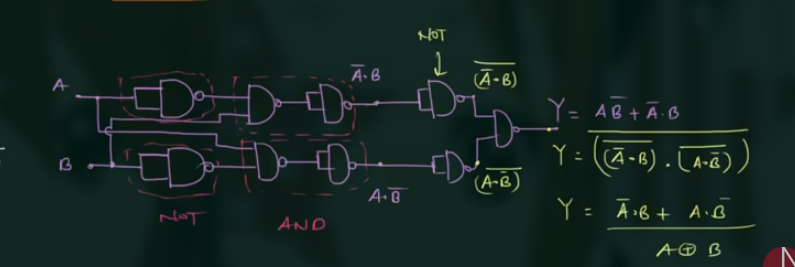 NOT
A
Ā.B
(Ā.B)̅
Y = AB̅ + Ā.B
Y = ((Ā.B)̅ . (A.B̅)̅)̅
B
A.B̅
(A.B̅)̅
NOT
AND
Y = Ā.B + A.B̅
A ⊕ B
N